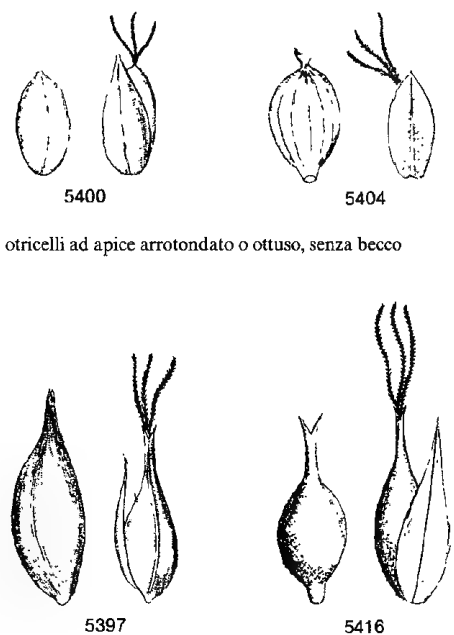 5400 5404
otricelli ad apice arrotondato o ottuso, senza becco
5397 5416